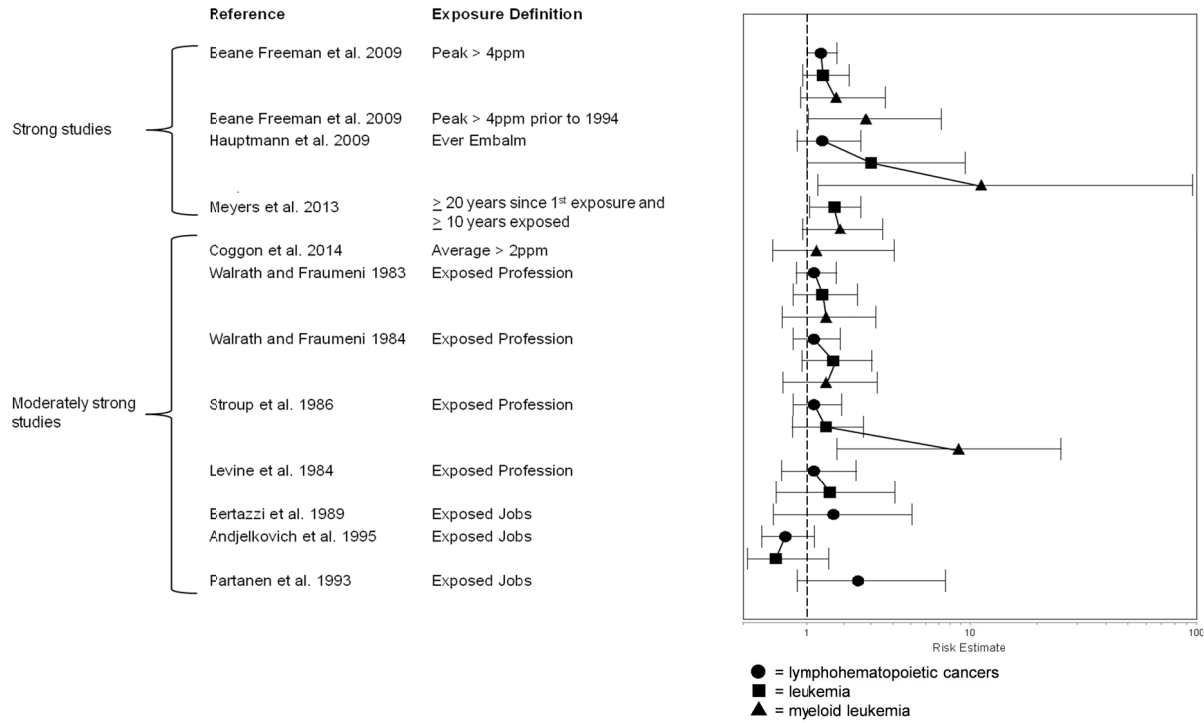 Reference Exposure Definition
Beane Freeman et al. 2009 Peak > 4ppm
Strong studies
Beane Freeman et al. 2009 Peak > 4ppm prior to 1994
Hauptmann et al. 2009 Ever Embalm
Meyers et al. 2013 ≥ 20 years since 1st exposure and
≥ 10 years exposed
Coggon et al. 2014 Average > 2ppm
Walrath and Fraumeni 1983 Exposed Profession
Walrath and Fraumeni 1984 Exposed Profession
Moderately strong
studies
Stroup et al. 1986 Exposed Profession
Levine et al. 1984 Exposed Profession
Bertazzi et al. 1989 Exposed Jobs
Andjelkovich et al. 1995 Exposed Jobs
Partanen et al. 1993 Exposed Jobs
1 10 100
Risk Estimate
= lymphohematopoietic cancers
= leukemia
= myeloid leukemia